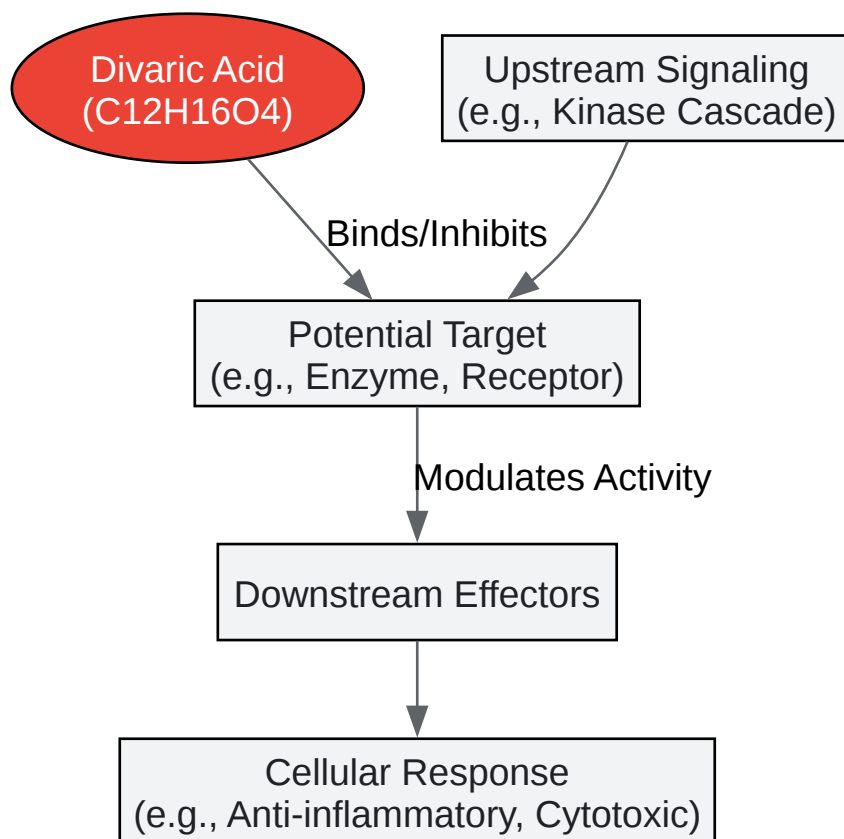 Divaric Acid
(C12H16O4)
Upstream Signaling
(e.g., Kinase Cascade)
Binds/Inhibits
Potential Target
(e.g., Enzyme, Receptor)
Modulates Activity
Downstream Effectors
Cellular Response
(e.g., Anti-inflammatory, Cytotoxic)